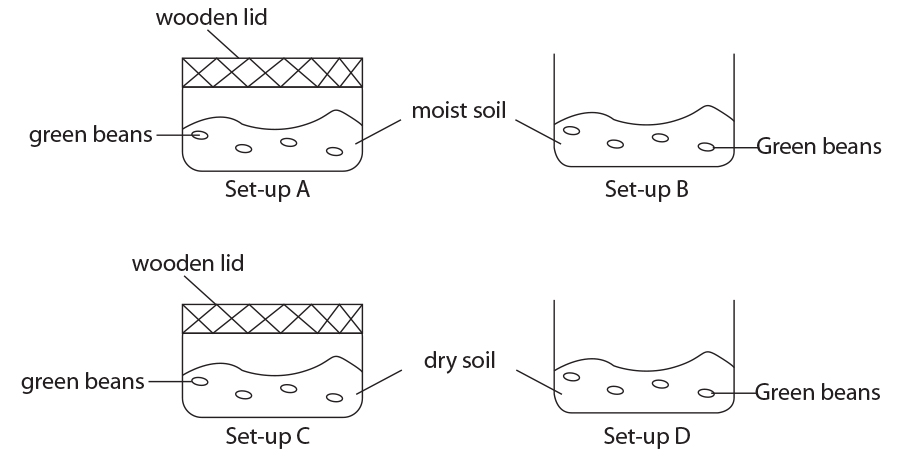 wooden lid
green beans
moist soil
Green beans
Set-up A
Set-up B
wooden lid
green beans
dry soil
Green beans
Set-up C
Set-up D